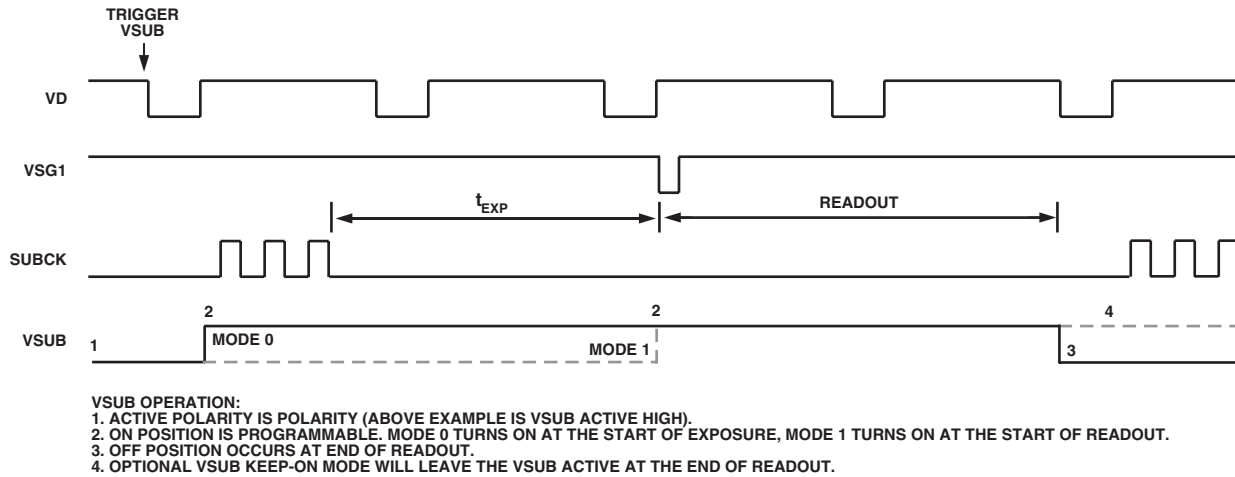 TRIGGER
VSUB
VD
VSG1
tEXP
READOUT
SUBCK
2
2
4
VSUB
1
MODE 0
MODE 1
3
VSUB OPERATION:
1. ACTIVE POLARITY IS POLARITY (ABOVE EXAMPLE IS VSUB ACTIVE HIGH).
2. ON POSITION IS PROGRAMMABLE. MODE 0 TURNS ON AT THE START OF EXPOSURE, MODE 1 TURNS ON AT THE START OF READOUT.
3. OFF POSITION OCCURS AT END OF READOUT.
4. OPTIONAL VSUB KEEP-ON MODE WILL LEAVE THE VSUB ACTIVE AT THE END OF READOUT.